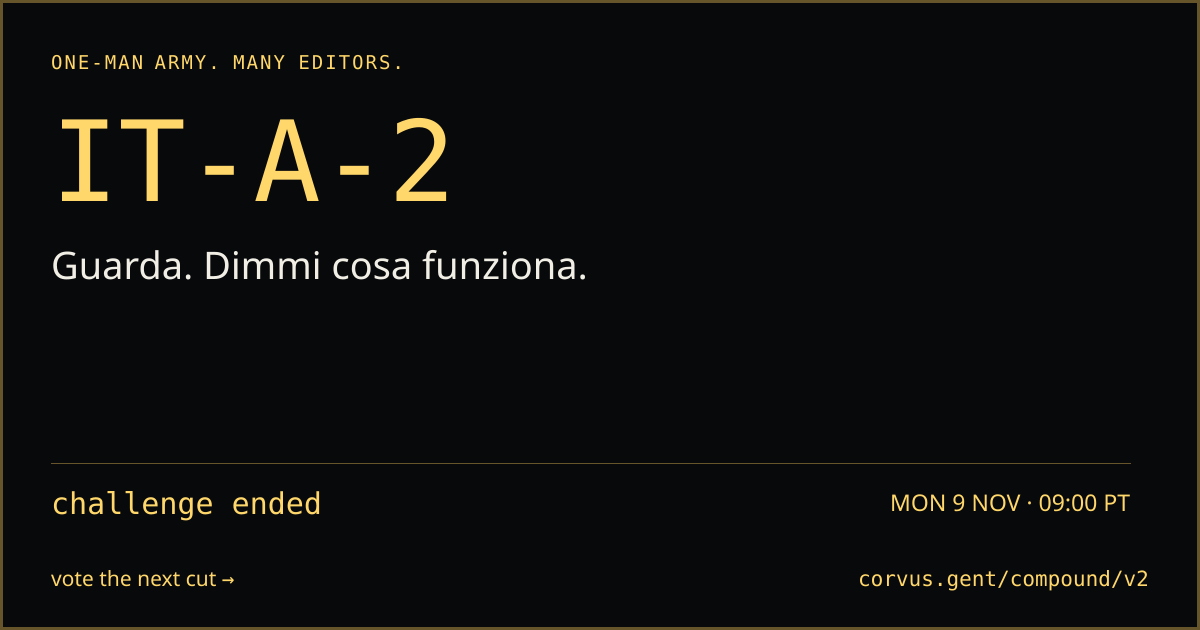 ONE-MAN ARMY. MANY EDITORS.
IT-A-2
Guarda. Dimmi cosa funziona.
challenge ended
MON 9 NOV · 09:00 PT
vote the next cut →
corvus.gent/compound/v2